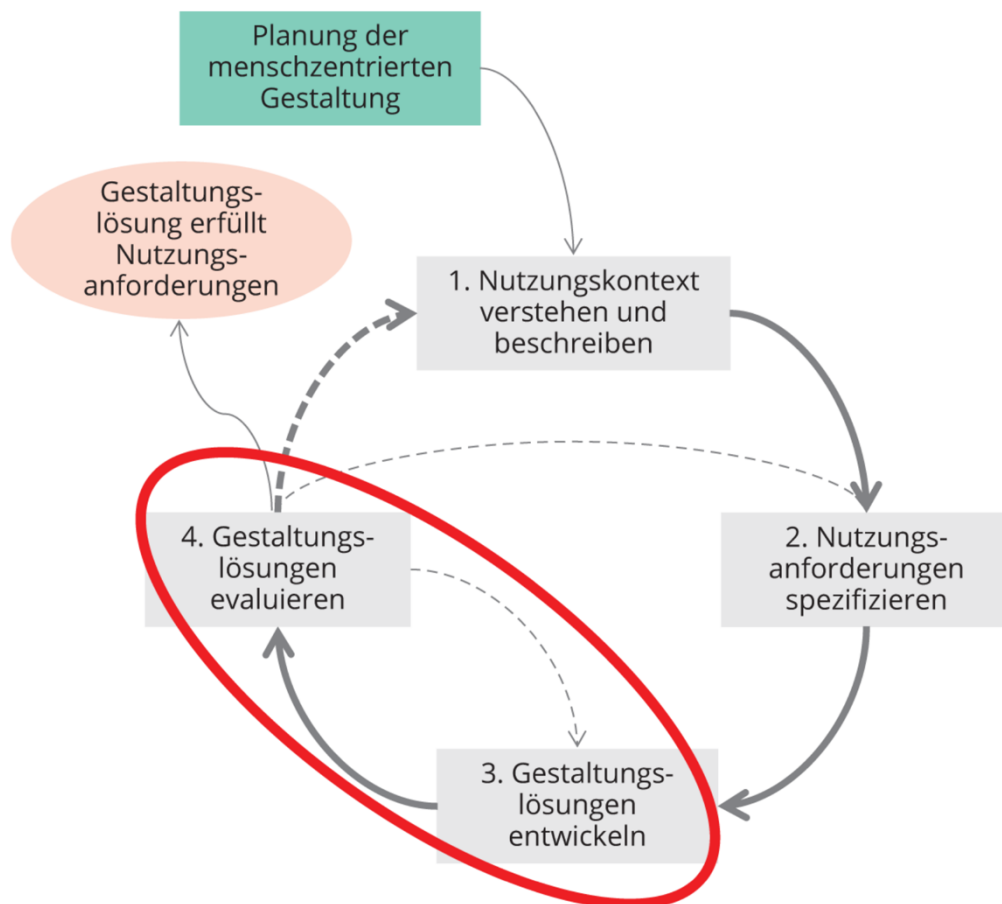 Planung der
menschzentrierten
Gestaltung
Gestaltungs-
lösung erfüllt
Nutzungs-
anforderungen
1. Nutzungskontext
verstehen und
beschreiben
4. Gestaltungs-
lösungen
evaluieren
2. Nutzungs-
anforderungen
spezifizieren
3. Gestaltungs-
lösungen
entwickeln